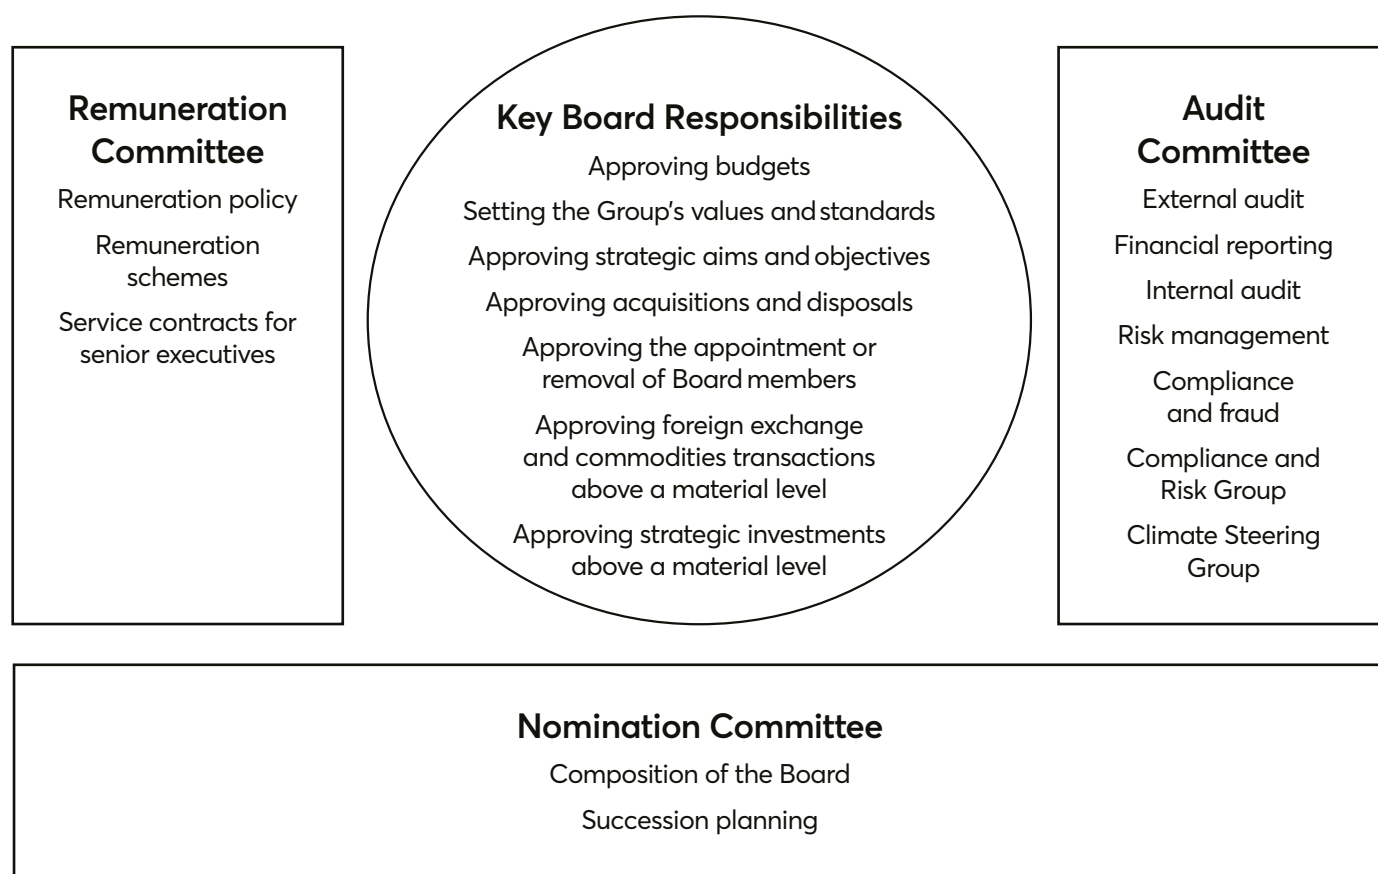 Remuneration
Committee
Remuneration policy
Remuneration
schemes
Service contracts for
senior executives
Key Board Responsibilities
Approving budgets
Setting the Group's values and standards
Approving strategic aims and objectives
Approving acquisitions and disposals
Approving the appointment or
removal of Board members
Approving foreign exchange
and commodities transactions
above a material level
Approving strategic investments
above a material level
Audit
Committee
External audit
Financial reporting
Internal audit
Risk management
Compliance
and fraud
Compliance and
Risk Group
Climate Steering
Group
Nomination Committee
Composition of the Board
Succession planning